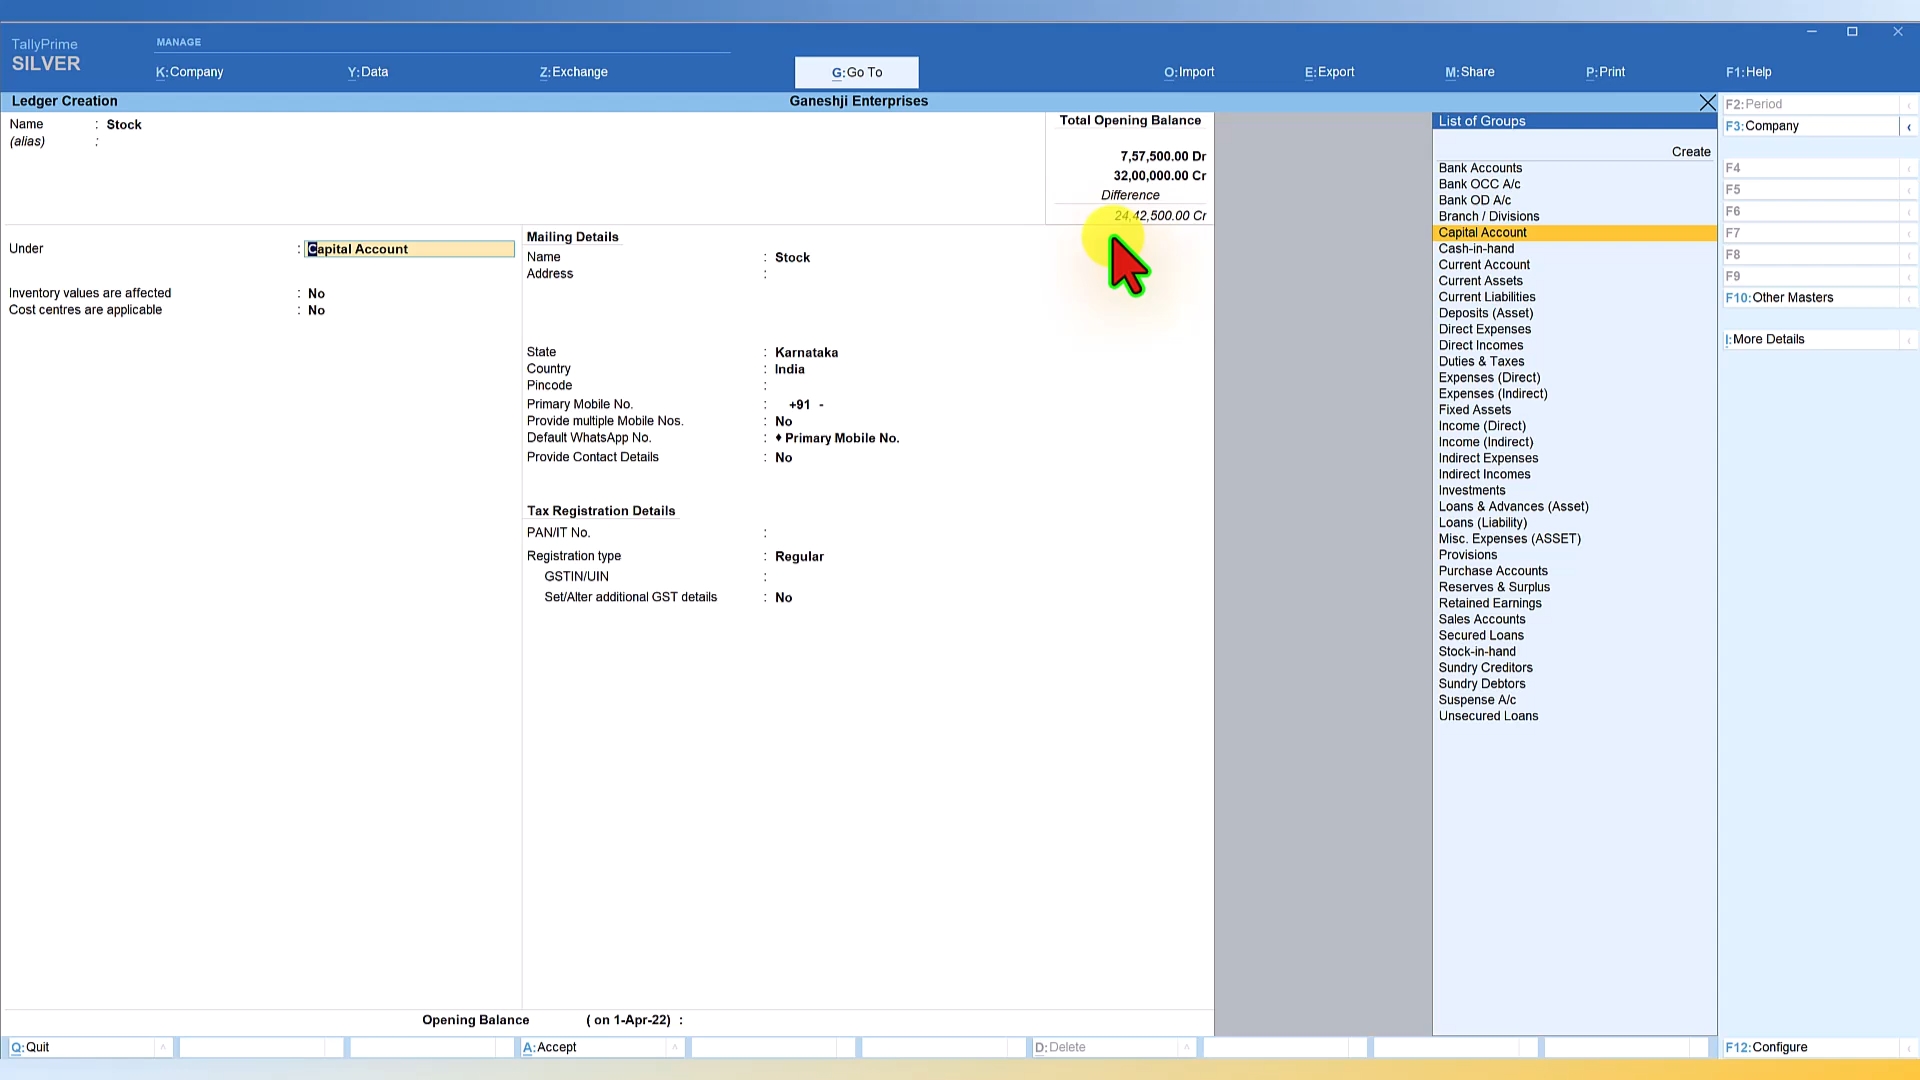 TallyPrime
SILVER
MANAGE
K:Company
Y:Data
Z:Exchange
G:Go To
O:Import
E:Export
M:Share
P:Print
F1:Help
Ledger Creation
Ganeshji Enterprises
Name : Stock
(alias) :
Total Opening Balance
7,57,500.00 Dr
32,00,000.00 Cr
Difference
24,42,500.00 Cr
Under : Capital Account
Inventory values are affected : No
Cost centres are applicable : No
Mailing Details
Name : Stock
Address :
State : Karnataka
Country : India
Pincode :
Primary Mobile No. : +91 -
Provide multiple Mobile Nos. : No
Default WhatsApp No. : ♦ Primary Mobile No.
Provide Contact Details : No
Tax Registration Details
PAN/IT No. :
Registration type : Regular
GSTIN/UIN :
Set/Alter additional GST details : No
Opening Balance ( on 1-Apr-22) :
List of Groups
Create
Bank Accounts
Bank OCC A/c
Bank OD A/c
Branch / Divisions
Capital Account
Cash-in-hand
Current Account
Current Assets
Current Liabilities
Deposits (Asset)
Direct Expenses
Direct Incomes
Duties & Taxes
Expenses (Direct)
Expenses (Indirect)
Fixed Assets
Income (Direct)
Income (Indirect)
Indirect Expenses
Indirect Incomes
Investments
Loans & Advances (Asset)
Loans (Liability)
Misc. Expenses (ASSET)
Provisions
Purchase Accounts
Reserves & Surplus
Retained Earnings
Sales Accounts
Secured Loans
Stock-in-hand
Sundry Creditors
Sundry Debtors
Suspense A/c
Unsecured Loans
F2:Period
F3:Company
F4
F5
F6
F7
F8
F9
F10:Other Masters
I:More Details
Q:Quit
A:Accept
D:Delete
F12:Configure